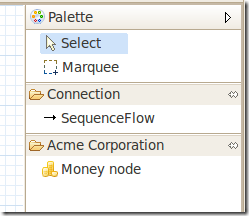 Palette
Select
Marquee
Connection
SequenceFlow
Acme Corporation
Money node